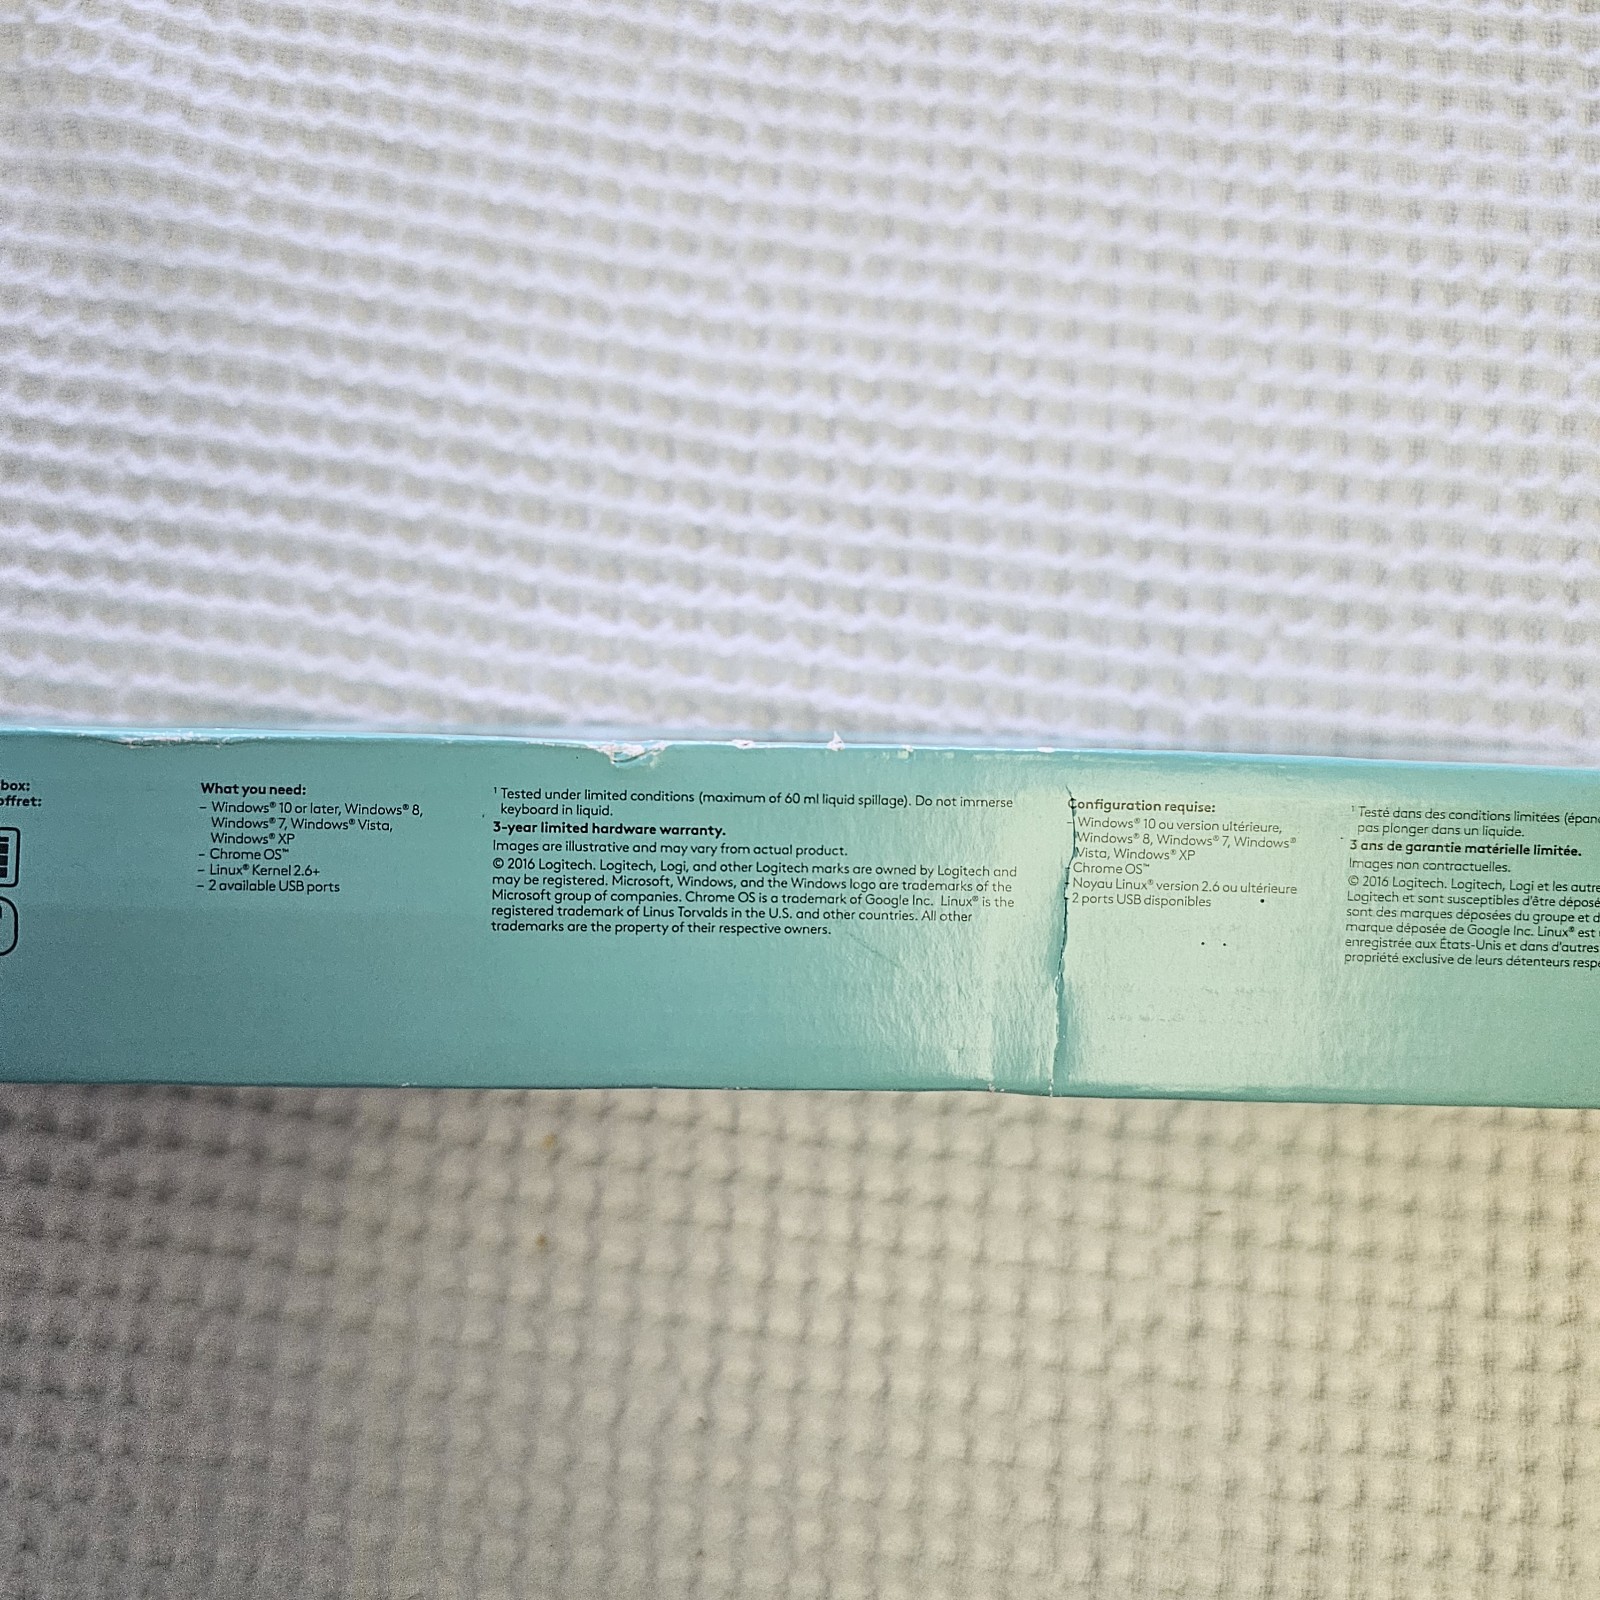 box:
offret:
What you need:
– Windows® 10 or later, Windows® 8,
Windows® 7, Windows® Vista,
Windows® XP
– Chrome OS™
– Linux® Kernel 2.6+
– 2 available USB ports
¹ Tested under limited conditions (maximum of 60 ml liquid spillage). Do not immerse
keyboard in liquid.
3-year limited hardware warranty.
Images are illustrative and may vary from actual product.
© 2016 Logitech. Logitech, Logi, and other Logitech marks are owned by Logitech and
may be registered. Microsoft, Windows, and the Windows logo are trademarks of the
Microsoft group of companies. Chrome OS is a trademark of Google Inc. Linux® is the
registered trademark of Linus Torvalds in the U.S. and other countries. All other
trademarks are the property of their respective owners.
Configuration requise:
– Windows® 10 ou version ultérieure,
Windows® 8, Windows® 7, Windows®
Vista, Windows® XP
Chrome OS™
– Noyau Linux® version 2.6 ou ultérieure
– 2 ports USB disponibles
¹ Testé dans des conditions limitées (épan
pas plonger dans un liquide.
3 ans de garantie matérielle limitée.
Images non contractuelles.
© 2016 Logitech. Logitech, Logi et les autre
Logitech et sont susceptibles d'être déposé
sont des marques déposées du groupe et d
marque déposée de Google Inc. Linux® est
enregistrée aux États-Unis et dans d'autres
propriété exclusive de leurs détenteurs resp